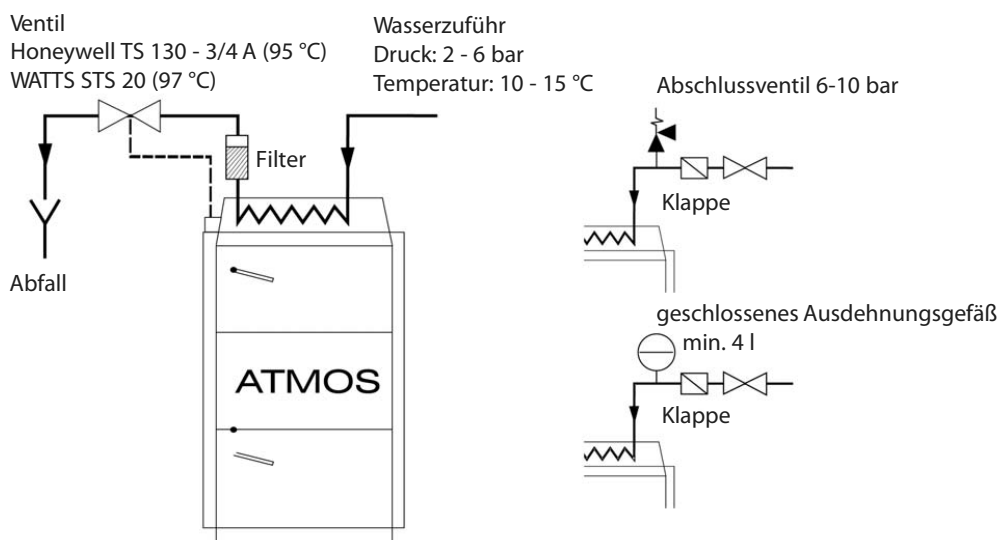 Ventil
Honeywell TS 130 - 3/4 A (95 °C)
WATTS STS 20 (97 °C)
Wasserzuführ
Druck: 2 - 6 bar
Temperatur: 10 - 15 °C
Abschlussventil 6-10 bar
Filter
Klappe
Abfall
geschlossenes Ausdehnungsgefäß
min. 4 l
ATMOS
Klappe